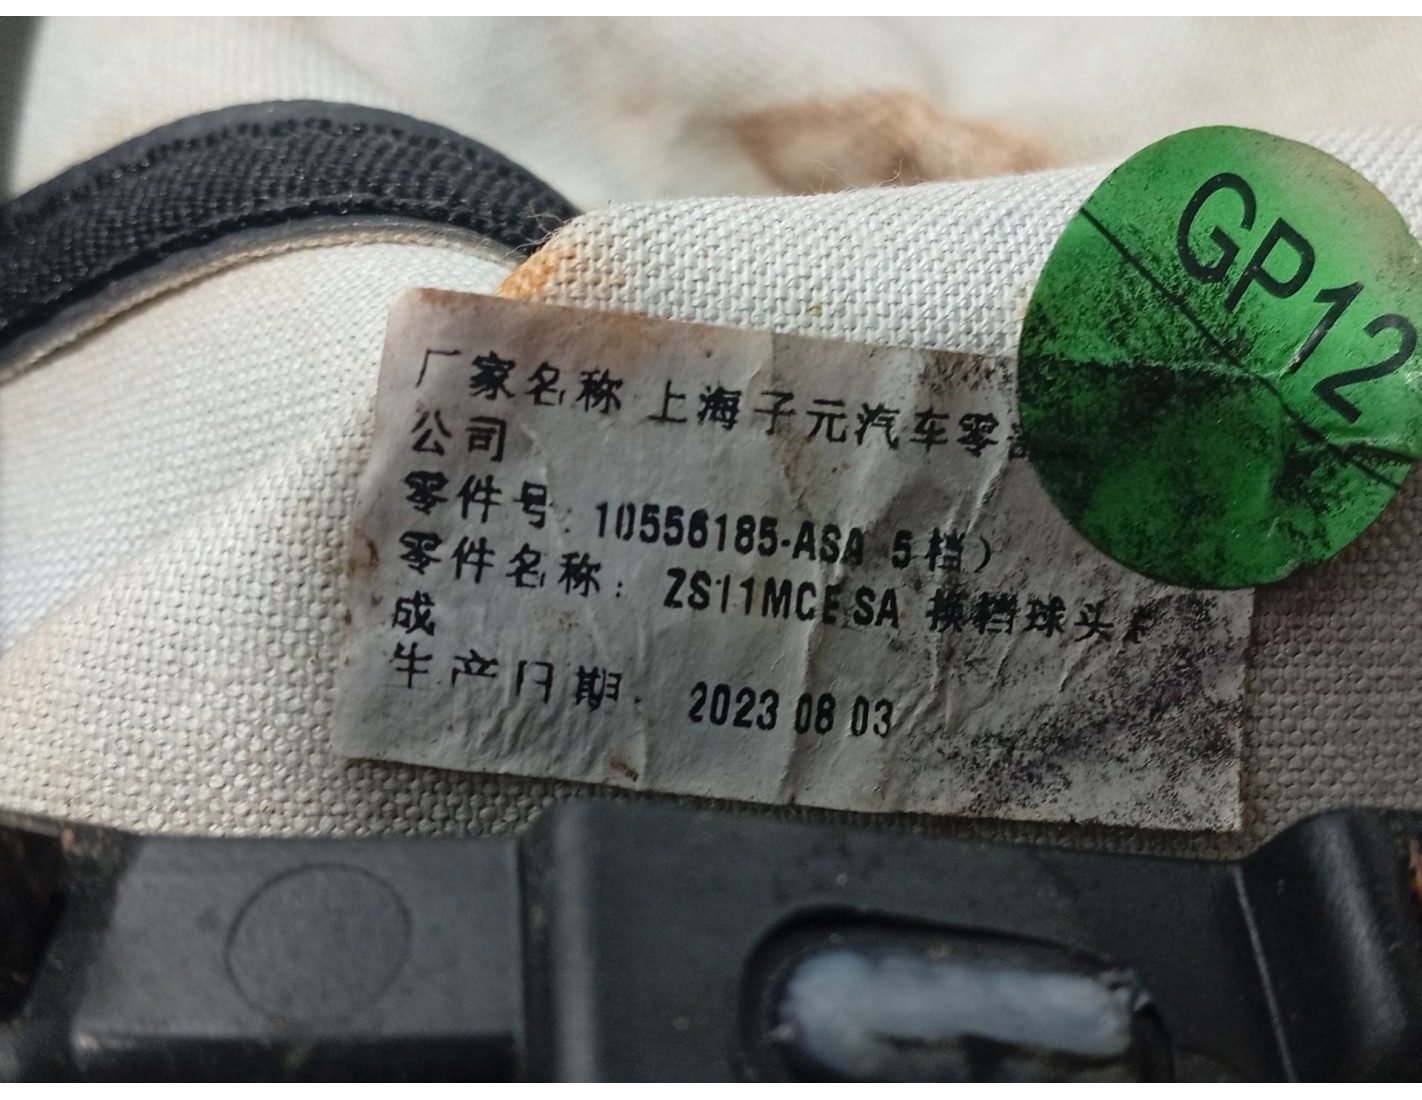 厂家名称 上海子元汽车零
公司
零件号: 10556185-ASA 5档)
零件名称: ZS11MCE SA 换档球头
成
生产日期: 2023 08 03
GP12